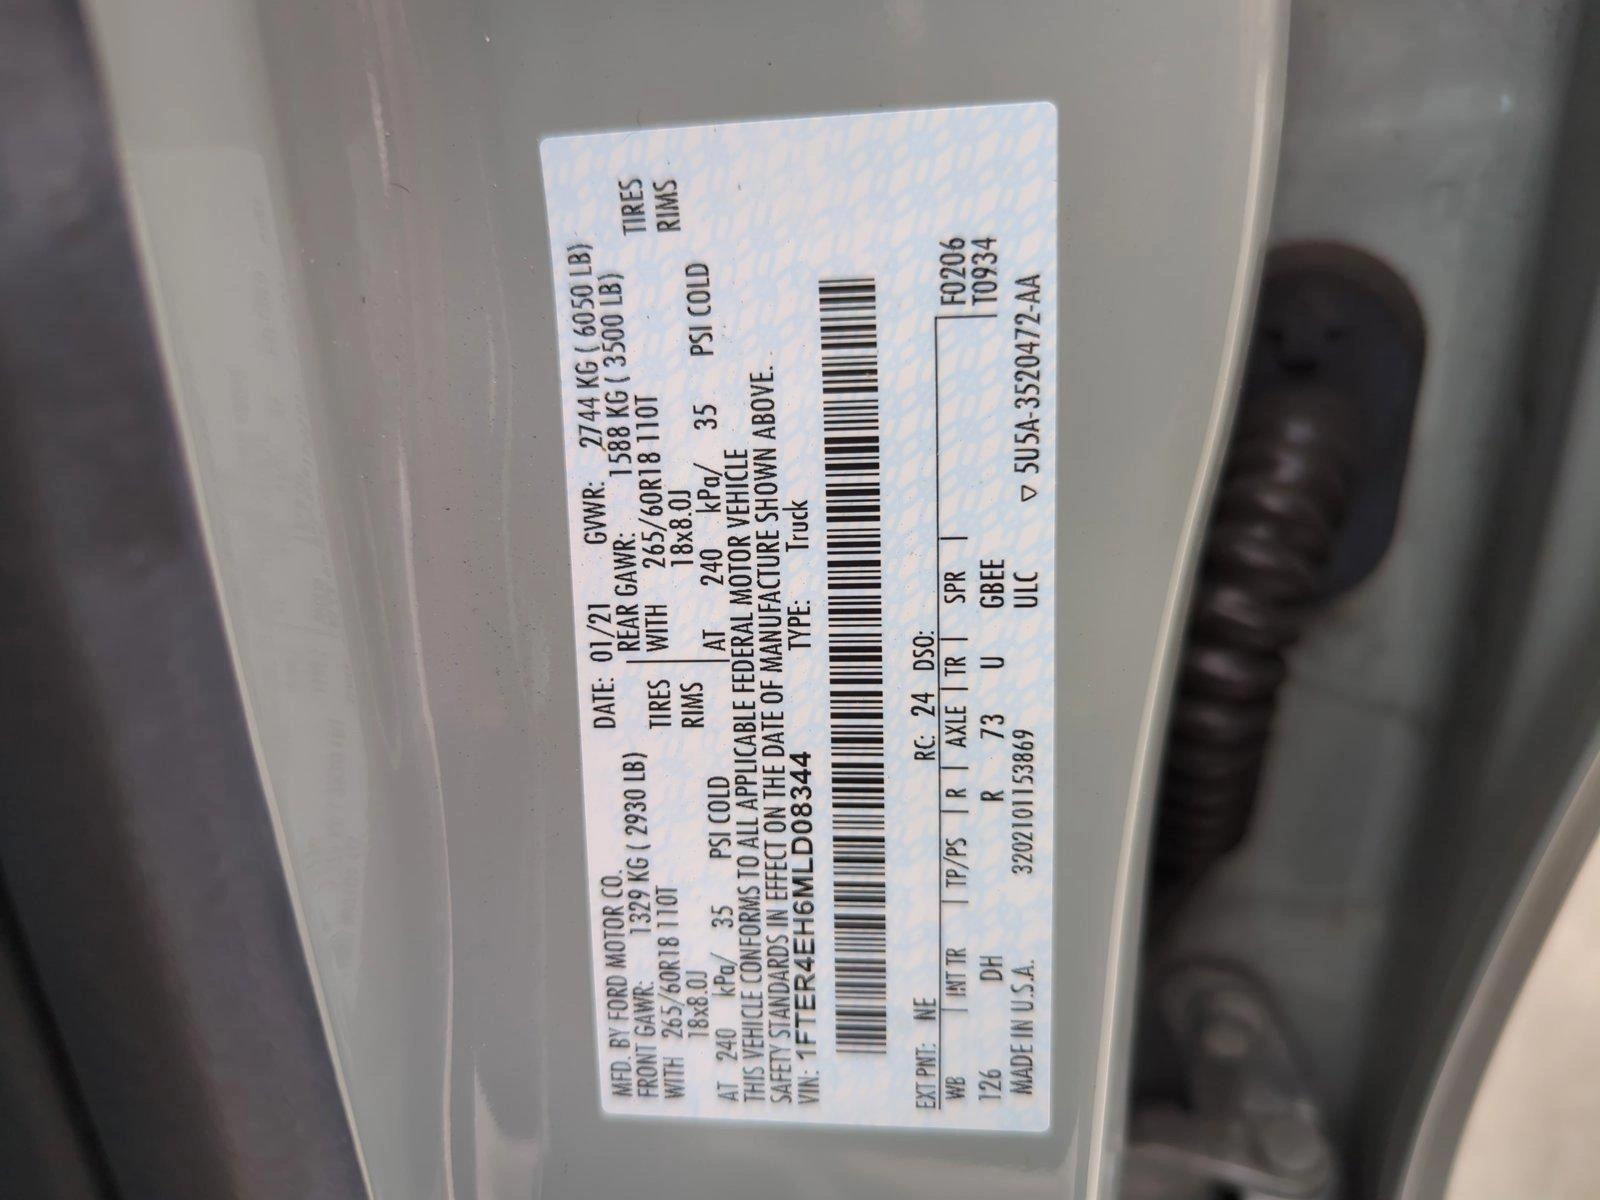 MFD. BY FORD MOTOR CO. DATE: 01/21 GVWR: 2744 KG ( 6050 LB)
FRONT GAWR: 1329 KG ( 2930 LB) REAR GAWR: 1588 KG ( 3500 LB)
WITH 265/60R18 110T TIRES WITH 265/60R18 110T TIRES
18x8.0J RIMS 18x8.0J RIMS
AT 240 kPa/ 35 PSI COLD AT 240 kPa/ 35 PSI COLD
THIS VEHICLE CONFORMS TO ALL APPLICABLE FEDERAL MOTOR VEHICLE
SAFETY STANDARDS IN EFFECT ON THE DATE OF MANUFACTURE SHOWN ABOVE.
VIN: 1FTER4EH6MLD08344 TYPE: Truck
EXT PNT: NE RC: 24 DSO:
WB | INT TR | TP/PS | R | AXLE | TR | SPR | F0206
126 DH R 73 U GBEE T0934
MADE IN U.S.A. 320210115​3869 ULC ▽ 5U5A-3520472-AA